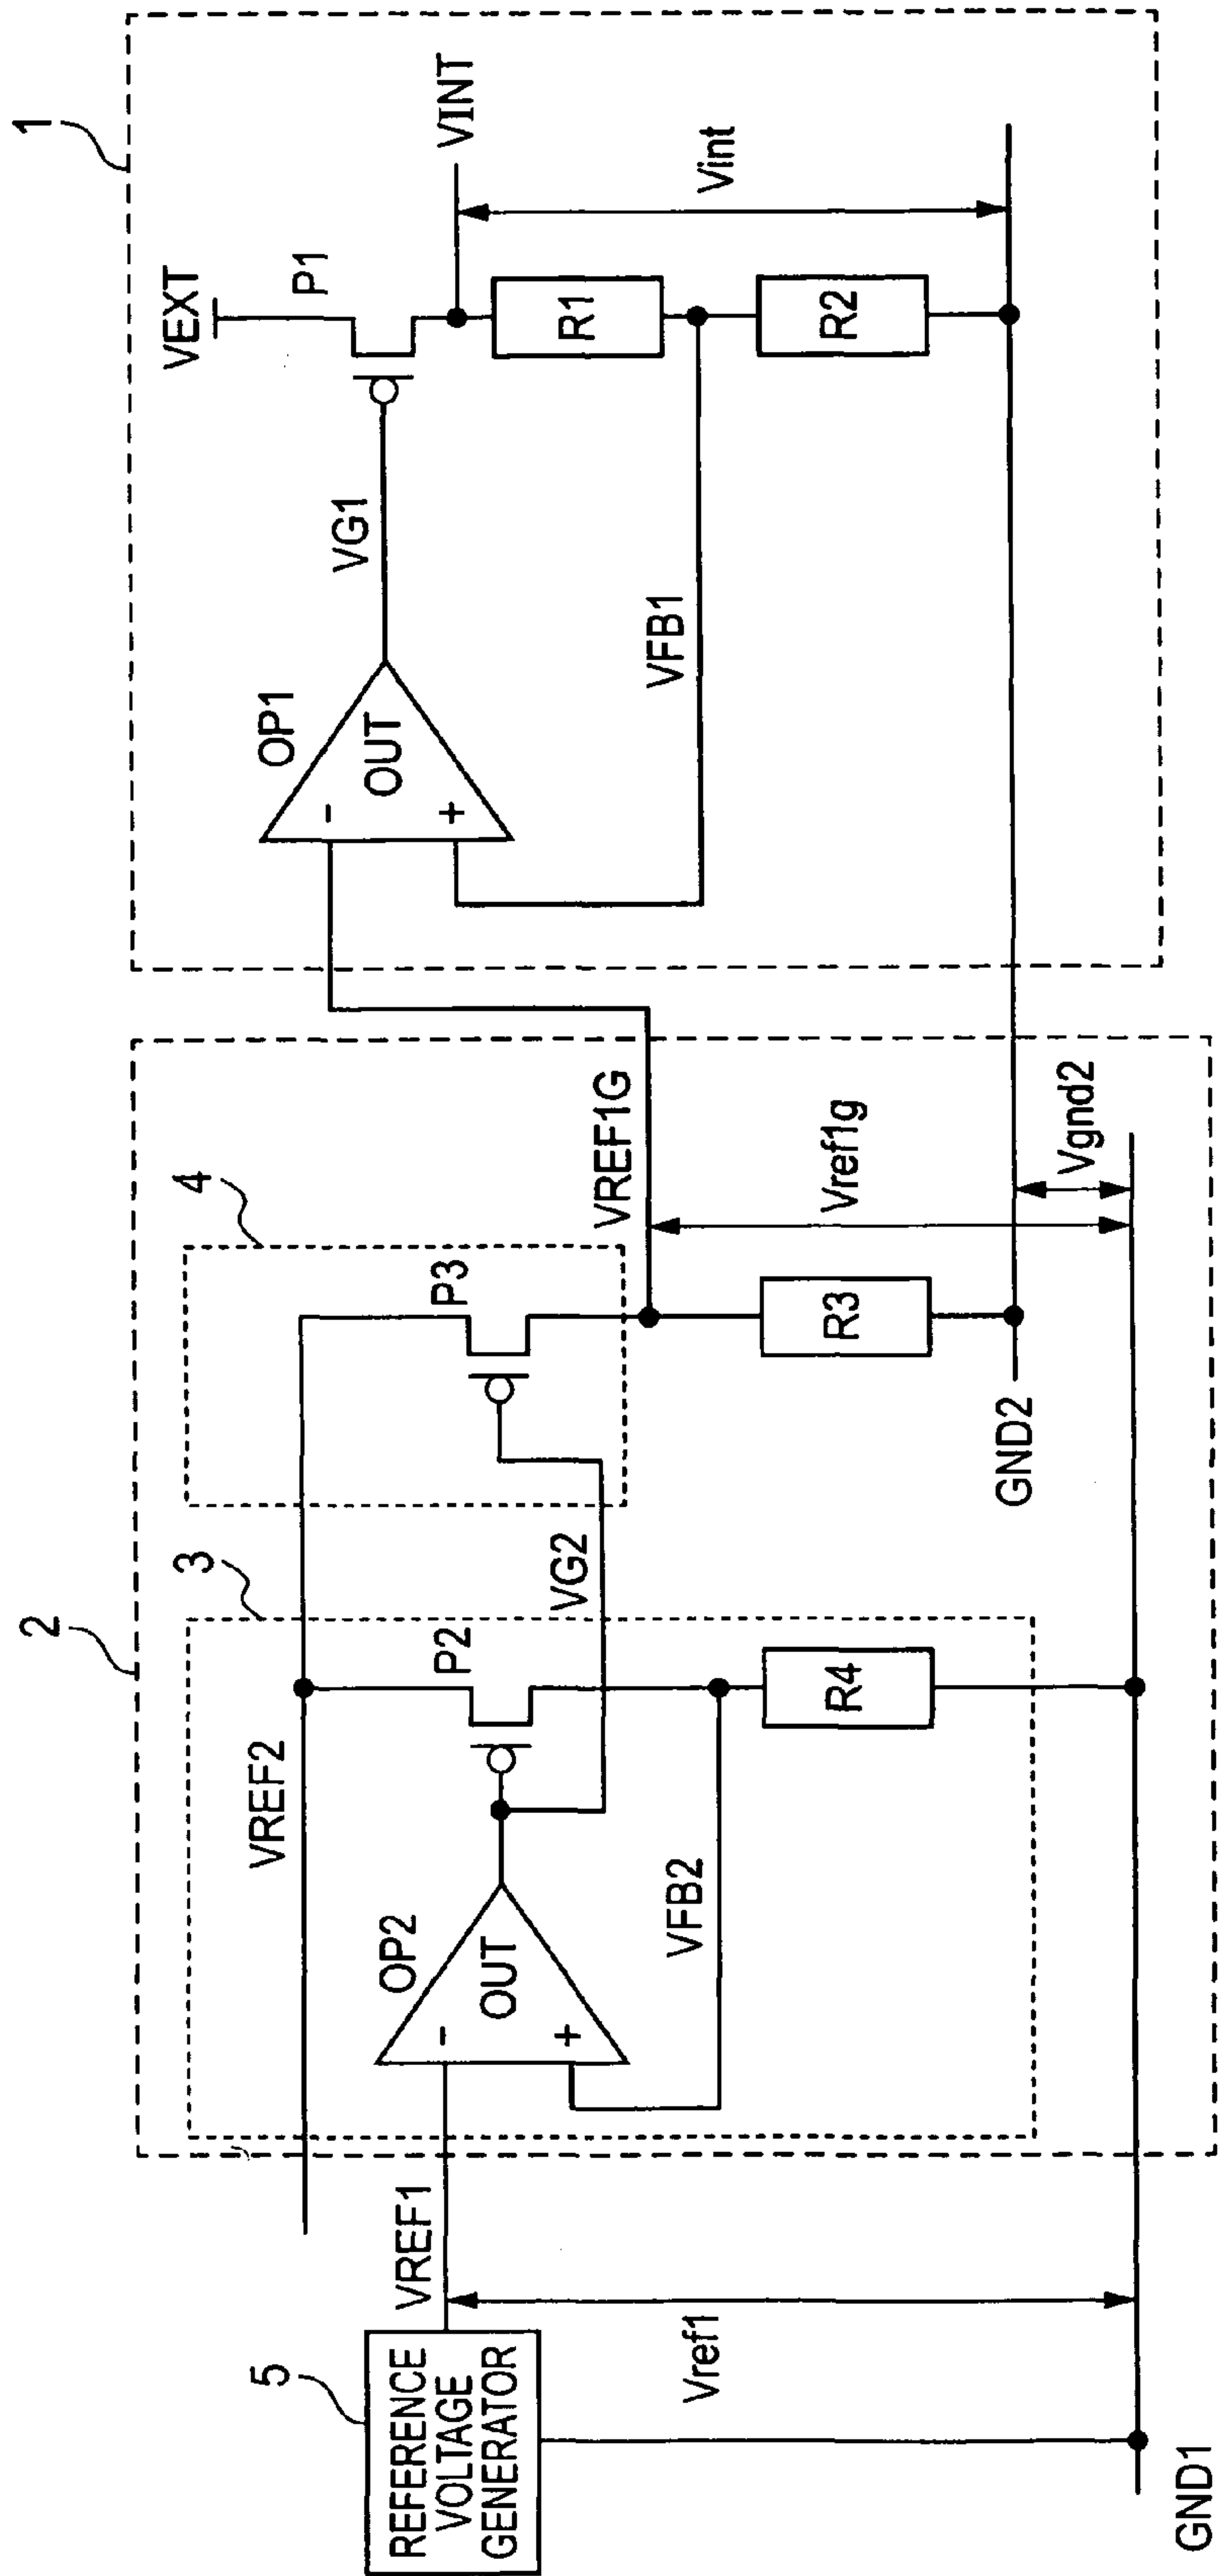 1
VEXT
P1
VINT
OP1
OUT
-
+
VG1
VFB1
R1
R2
Vint
2
3
4
VREF2
OP2
OUT
-
+
P2
VG2
VFB2
R4
P3
VREF1G
R3
GND2
Vref1g
Vgnd2
5
REFERENCE
VOLTAGE
GENERATOR
VREF1
Vref1
GND1